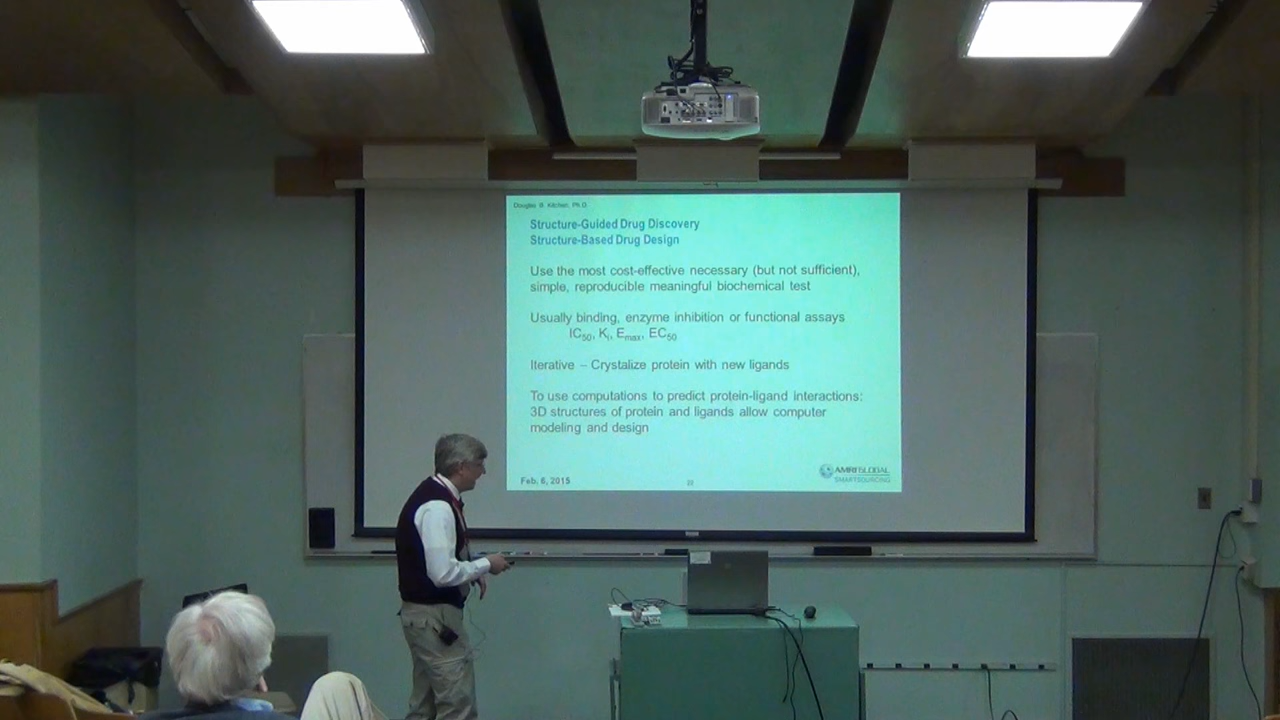 Douglas B. Kitchen, Ph.D.
Structure-Guided Drug Discovery
Structure-Based Drug Design
Use the most cost-effective necessary (but not sufficient),
simple, reproducible meaningful biochemical test
Usually binding, enzyme inhibition or functional assays
IC50, Ki, Emax, EC50
Iterative – Crystalize protein with new ligands
To use computations to predict protein-ligand interactions:
3D structures of protein and ligands allow computer
modeling and design
Feb. 6, 2015
22
AMRI GLOBAL
SMARTSOURCING